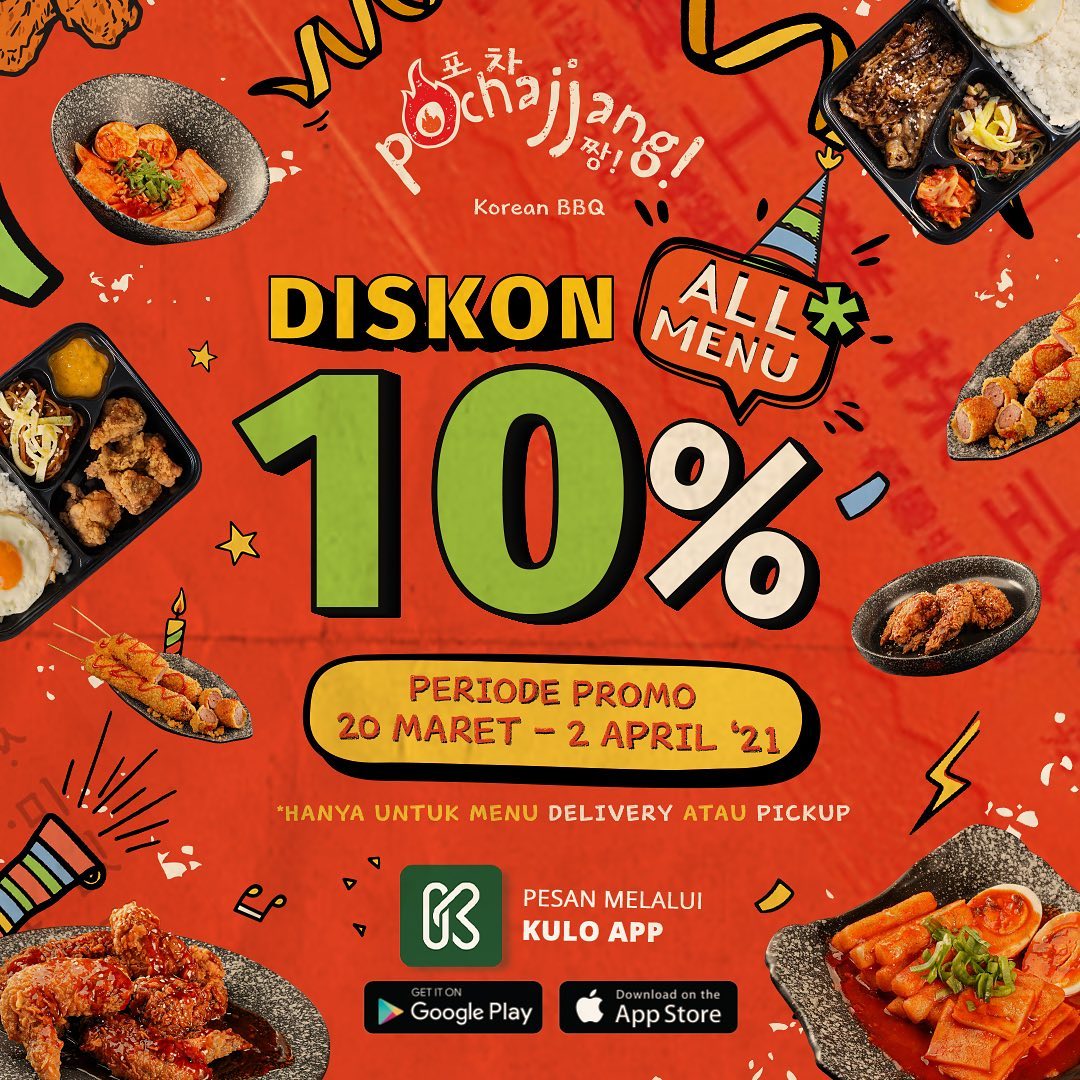 포차
pochajjang!
짱!
Korean BBQ
DISKON
ALL*
MENU
10%
PERIODE PROMO
20 MARET – 2 APRIL ‘21
*HANYA UNTUK MENU DELIVERY ATAU PICKUP
PESAN MELALUI
KULO APP
GET IT ON
Google Play
Download on the
App Store